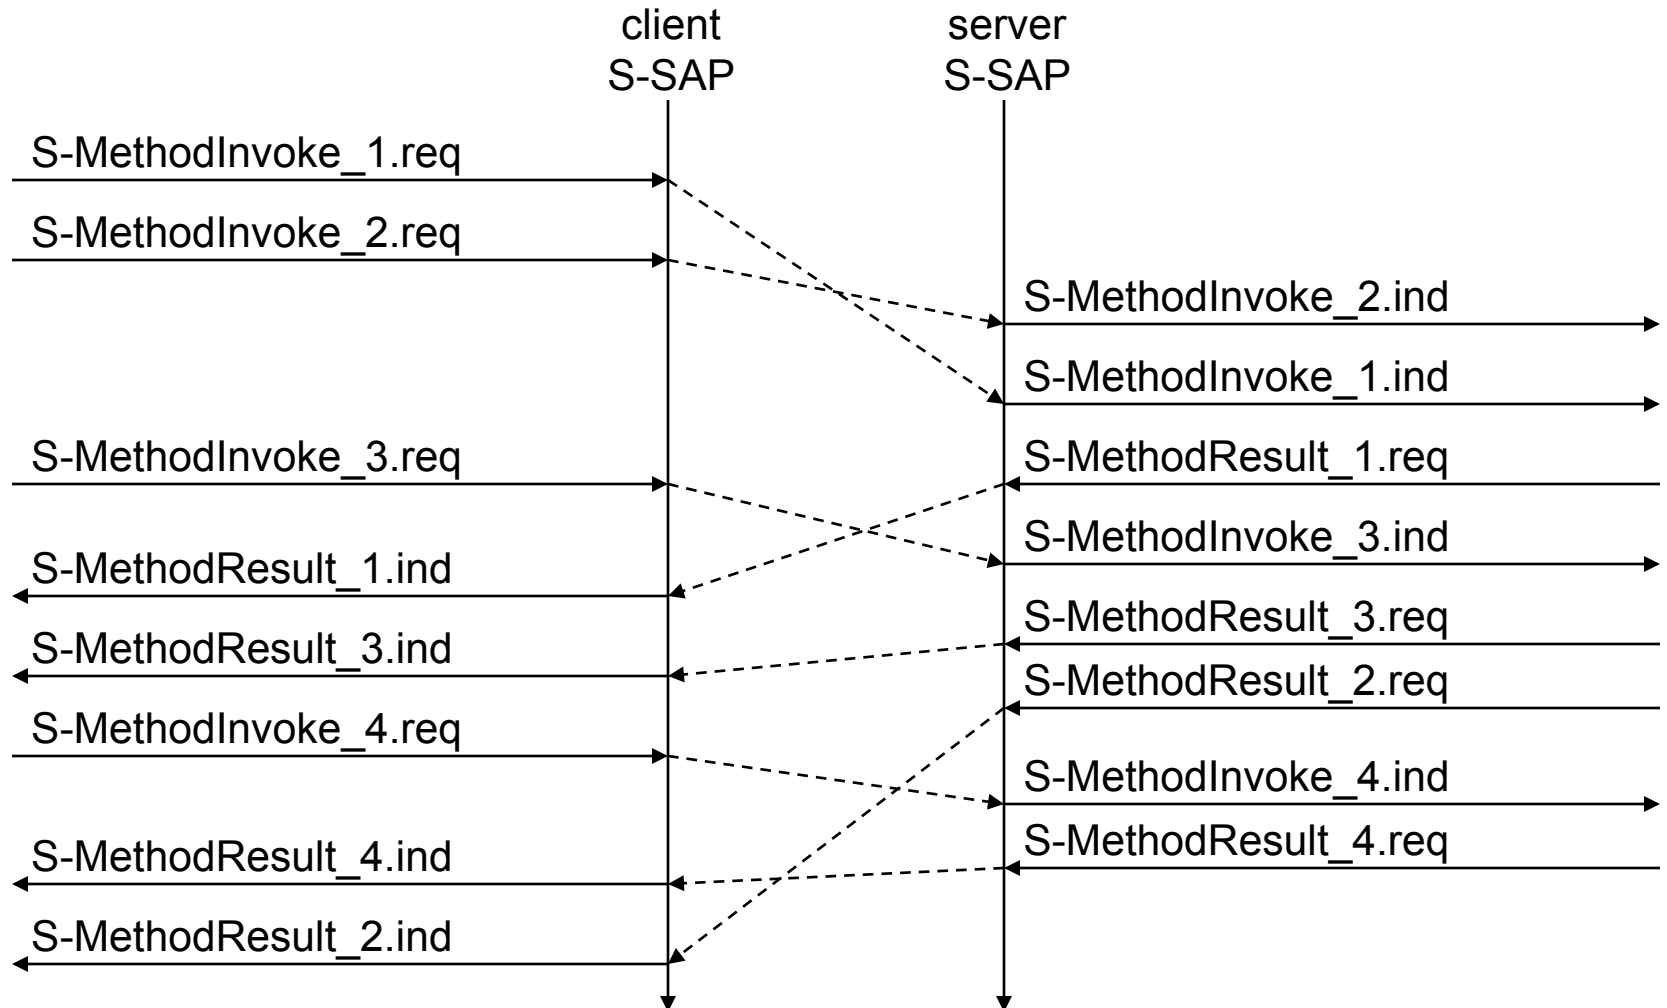 client
S-SAP
server
S-SAP
S-MethodInvoke_1.req
S-MethodInvoke_2.req
S-MethodInvoke_2.ind
S-MethodInvoke_1.ind
S-MethodInvoke_3.req
S-MethodResult_1.req
S-MethodInvoke_3.ind
S-MethodResult_1.ind
S-MethodResult_3.req
S-MethodResult_3.ind
S-MethodResult_2.req
S-MethodInvoke_4.req
S-MethodInvoke_4.ind
S-MethodResult_4.req
S-MethodResult_4.ind
S-MethodResult_2.ind